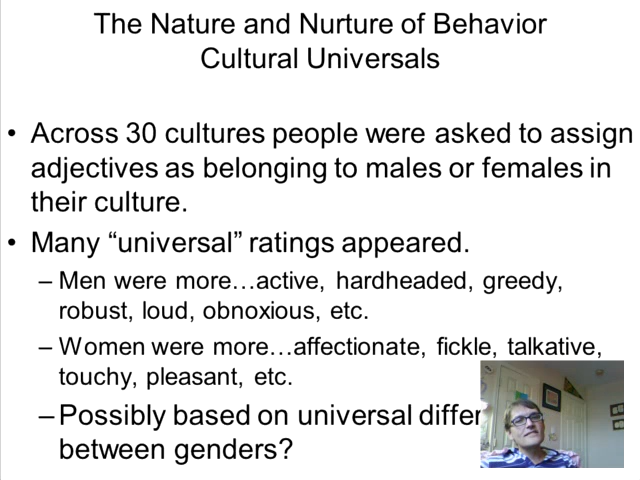 The Nature and Nurture of Behavior
Cultural Universals
• Across 30 cultures people were asked to assign
adjectives as belonging to males or females in
their culture.
• Many “universal” ratings appeared.
– Men were more…active, hardheaded, greedy,
robust, loud, obnoxious, etc.
– Women were more…affectionate, fickle, talkative,
touchy, pleasant, etc.
– Possibly based on universal differ
between genders?